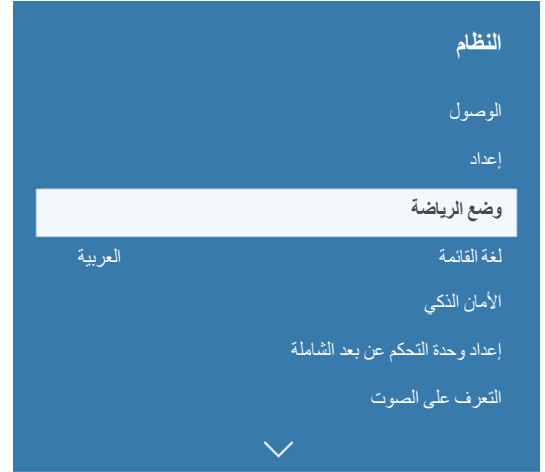 النظام
الوصول
إعداد
وضع الرياضة
لغة القائمة العربية
الأمان الذكي
إعداد وحدة التحكم عن بعد الشاملة
التعرف على الصوت